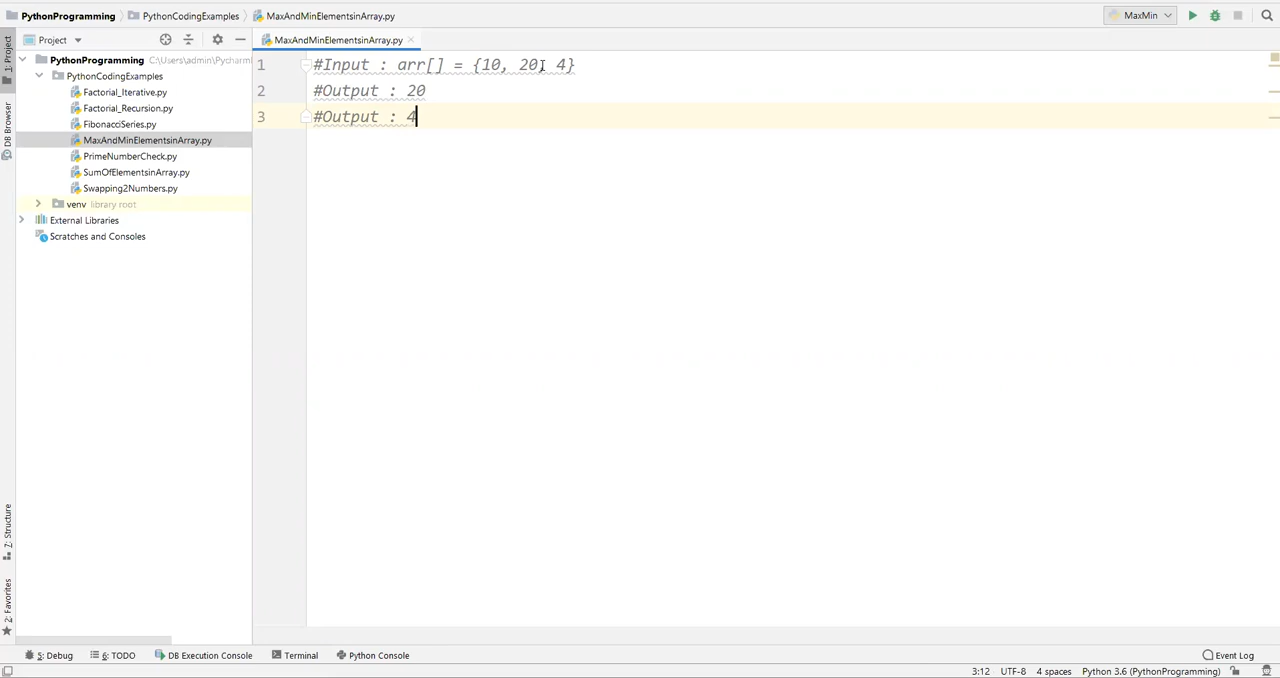 PythonProgramming PythonCodingExamples MaxAndMinElementsinArray.py MaxMin
Project MaxAndMinElementsinArray.py
PythonProgramming C:\Users\admin\Pycharm
PythonCodingExamples
Factorial_Iterative.py
Factorial_Recursion.py
FibonacciSeries.py
MaxAndMinElementsinArray.py
PrimeNumberCheck.py
SumOfElementsinArray.py
Swapping2Numbers.py
venv library root
External Libraries
Scratches and Consoles
1: Project
DB Browser
Z: Structure
2: Favorites
1 #Input : arr[] = {10, 20, 4}
2 #Output : 20
3 #Output : 4
5: Debug 6: TODO DB Execution Console Terminal Python Console Event Log
3:12 UTF-8 4 spaces Python 3.6 (PythonProgramming)